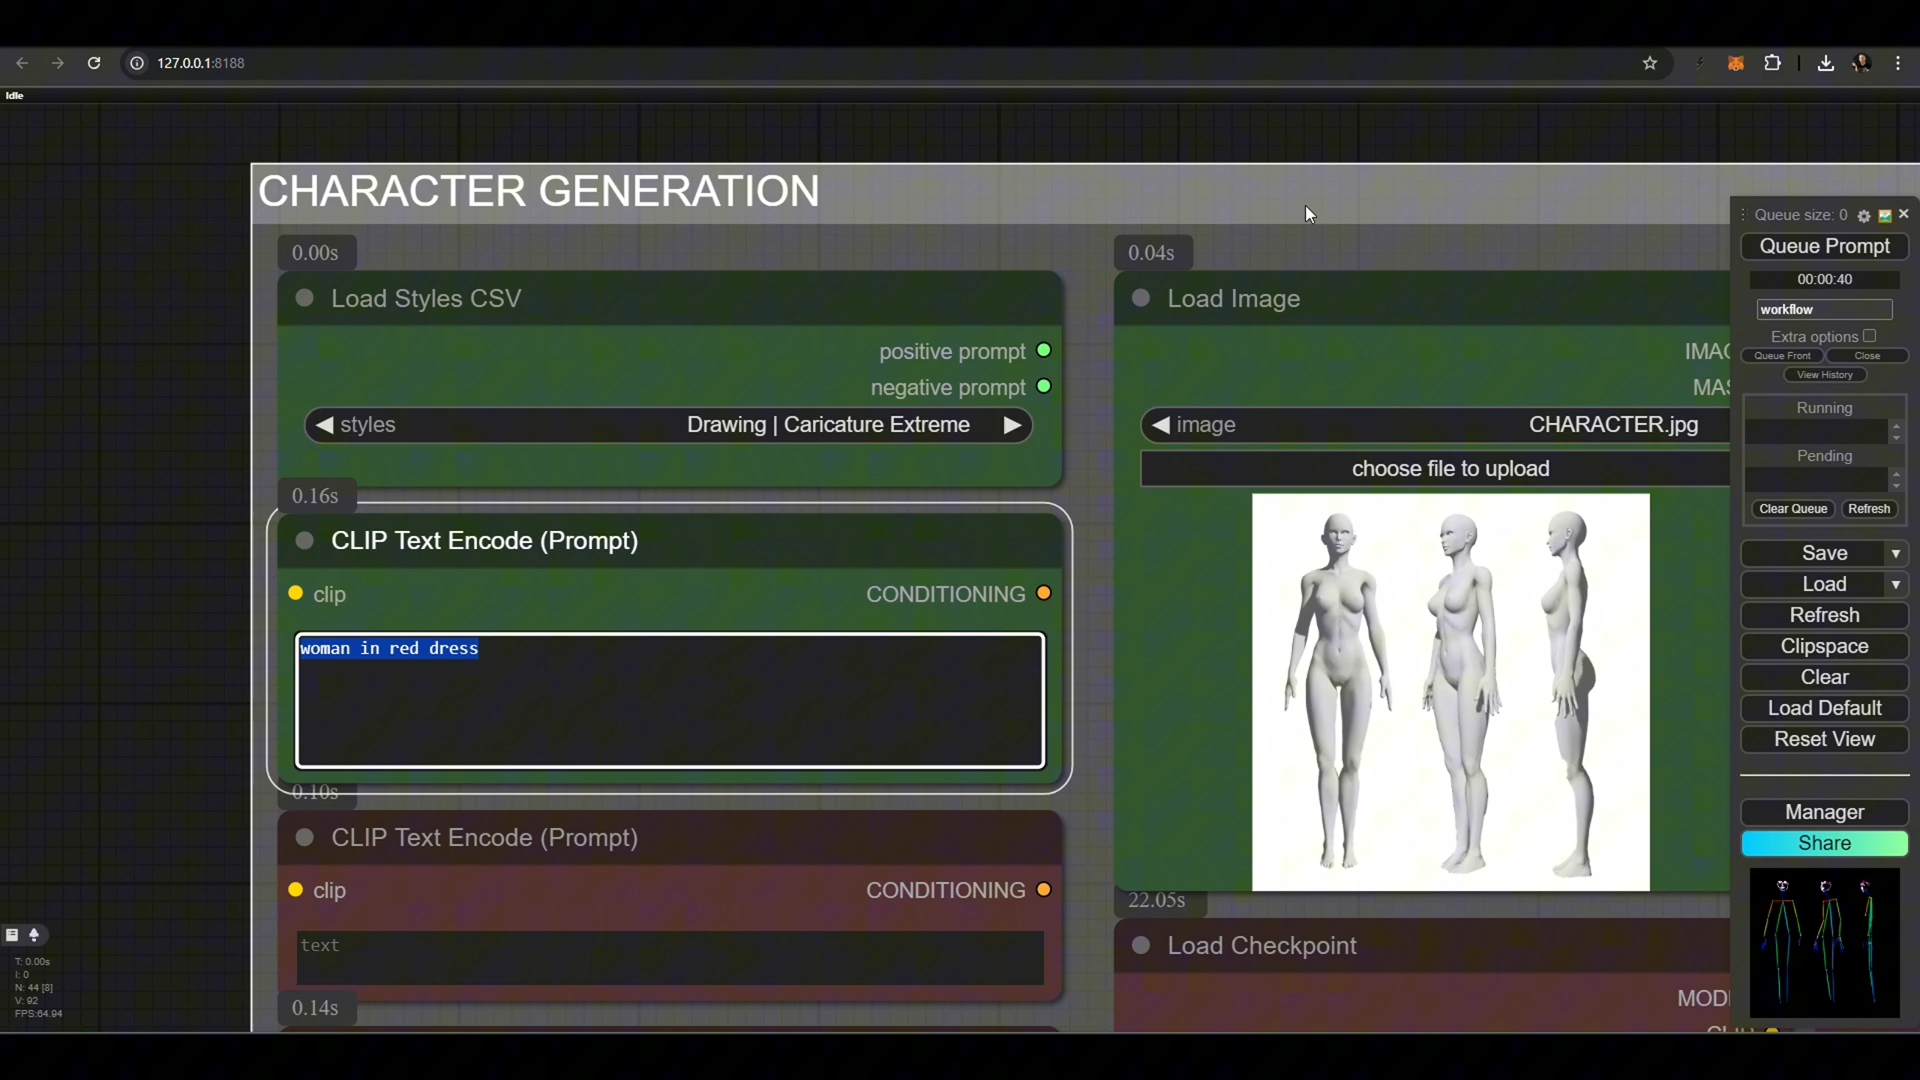 127.0.0.1:8188
Idle
CHARACTER GENERATION
0.00s
Load Styles CSV
positive prompt
negative prompt
styles
Drawing | Caricature Extreme
0.16s
CLIP Text Encode (Prompt)
clip
CONDITIONING
woman in red dress
0.10s
CLIP Text Encode (Prompt)
clip
CONDITIONING
text
0.14s
0.04s
Load Image
IMAG
MAS
image
CHARACTER.jpg
choose file to upload
22.05s
Load Checkpoint
MOD
Queue size: 0
Queue Prompt
00:00:40
workflow
Extra options
Queue Front
Close
View History
Running
Pending
Clear Queue
Refresh
Save
Load
Refresh
Clipspace
Clear
Load Default
Reset View
Manager
Share
T: 0.00s
I: 0
N: 44 [8]
V: 92
FPS:64.94